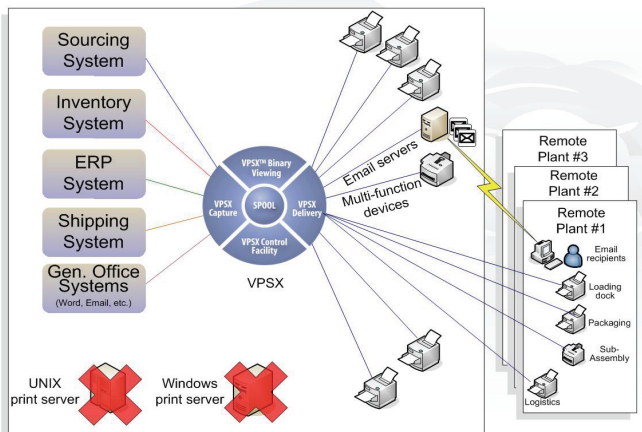 Sourcing
System
Inventory
System
ERP
System
Shipping
System
Gen. Office
Systems
(Word, Email, etc.)
VPSX™ Binary
Viewing
VPSX
Capture
SPOOL
VPSX
Delivery
VPSX Control
Facility
VPSX
Email servers
Multi-function
devices
UNIX
print server
Windows
print server
Remote
Plant #3
Remote
Plant #2
Remote
Plant #1
Email
recipients
Loading
dock
Packaging
Sub-
Assembly
Logistics